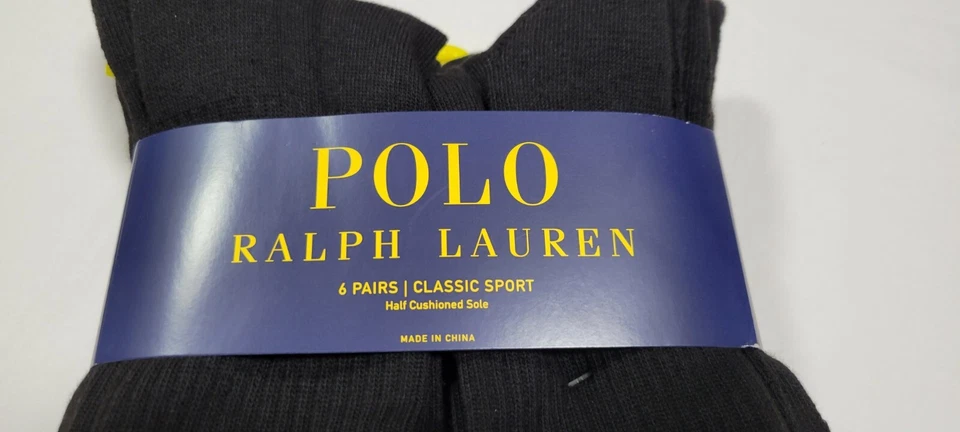 POLO
RALPH LAUREN
6 PAIRS | CLASSIC SPORT
Half Cushioned Sole
MADE IN CHINA